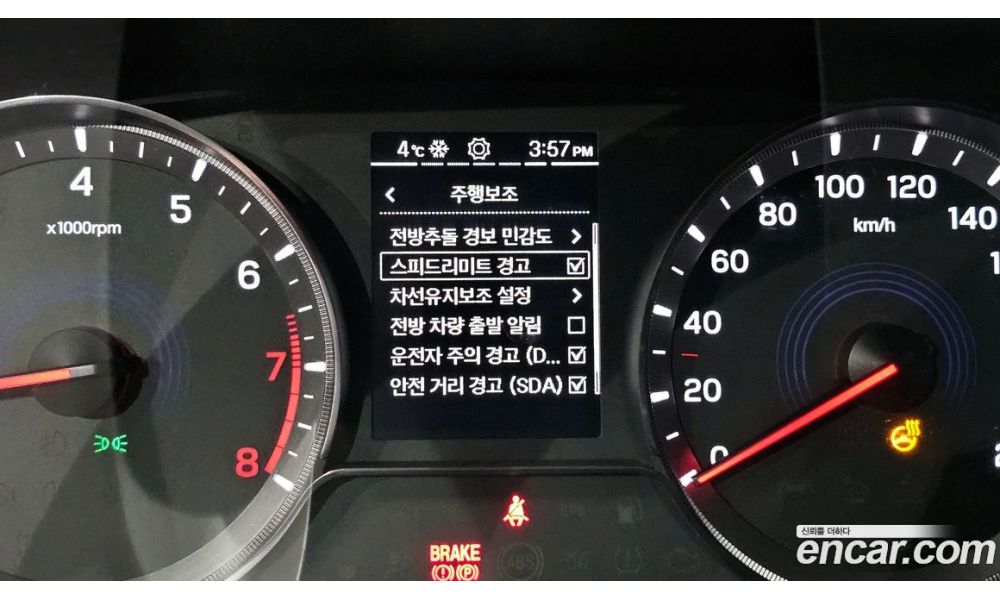 4℃ 3:57 PM
주행보조
전방추돌 경보 민감도
스피드리미트 경고
차선유지보조 설정
전방 차량 출발 알림
운전자 주의 경고 (D...
안전 거리 경고 (SDA)
4
5
6
7
8
x1000rpm
0
20
40
60
80
100
120
140
km/h
EPB
BRAKE
(P)
ABS
신뢰를 더하다
encar.com